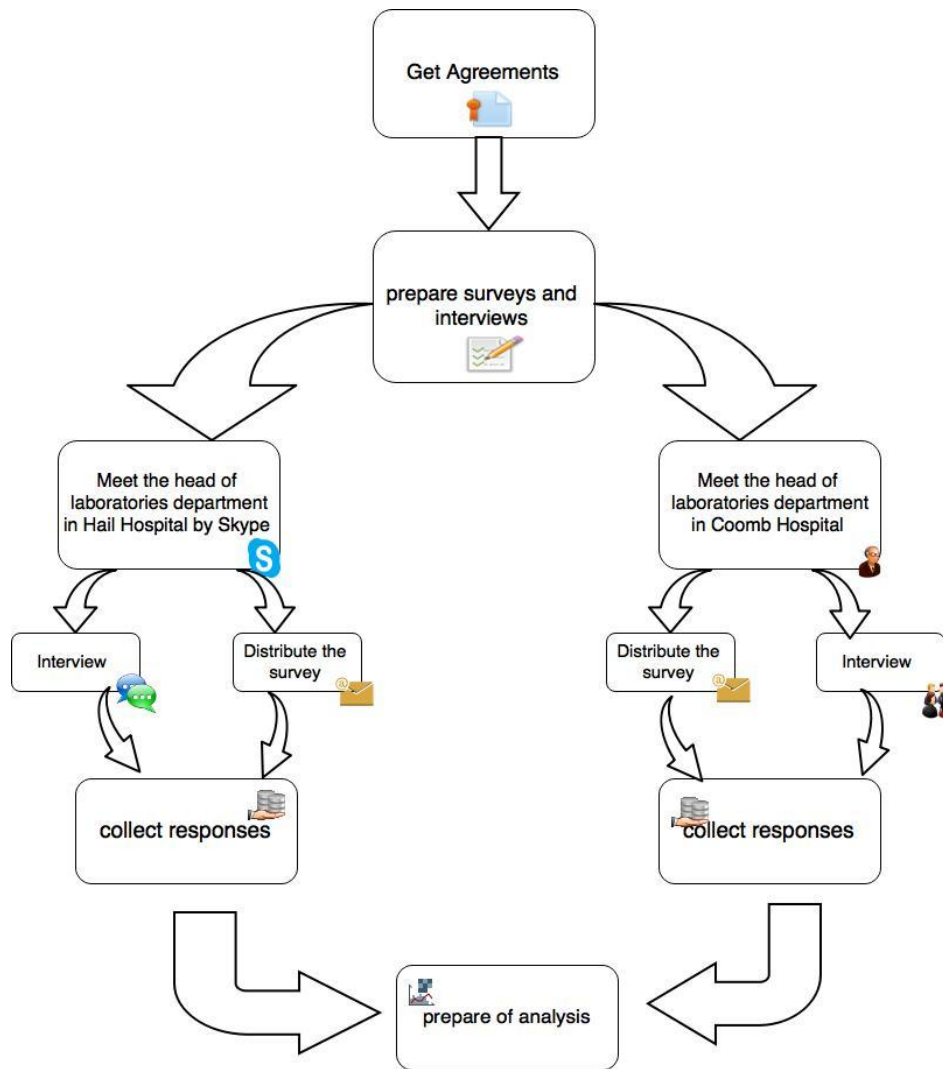 Get Agreements
prepare surveys and
interviews
Meet the head of
laboratories department
in Hail Hospital by Skype
S
Meet the head of
laboratories department
in Coomb Hospital
Interview
Distribute the
survey
@
Distribute the
survey
@
Interview
collect responses
collect responses
prepare of analysis